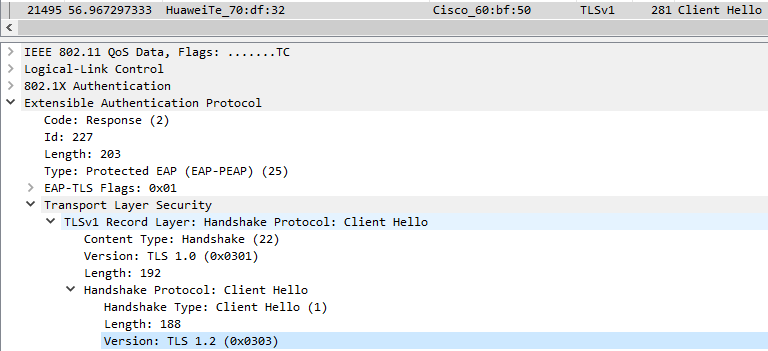 21495 56.967297333 HuaweiTe_70:df:32 Cisco_60:bf:50 TLSv1 281 Client Hello
IEEE 802.11 QoS Data, Flags: .......TC
Logical-Link Control
802.1X Authentication
Extensible Authentication Protocol
Code: Response (2)
Id: 227
Length: 203
Type: Protected EAP (EAP-PEAP) (25)
EAP-TLS Flags: 0x01
Transport Layer Security
TLSv1 Record Layer: Handshake Protocol: Client Hello
Content Type: Handshake (22)
Version: TLS 1.0 (0x0301)
Length: 192
Handshake Protocol: Client Hello
Handshake Type: Client Hello (1)
Length: 188
Version: TLS 1.2 (0x0303)